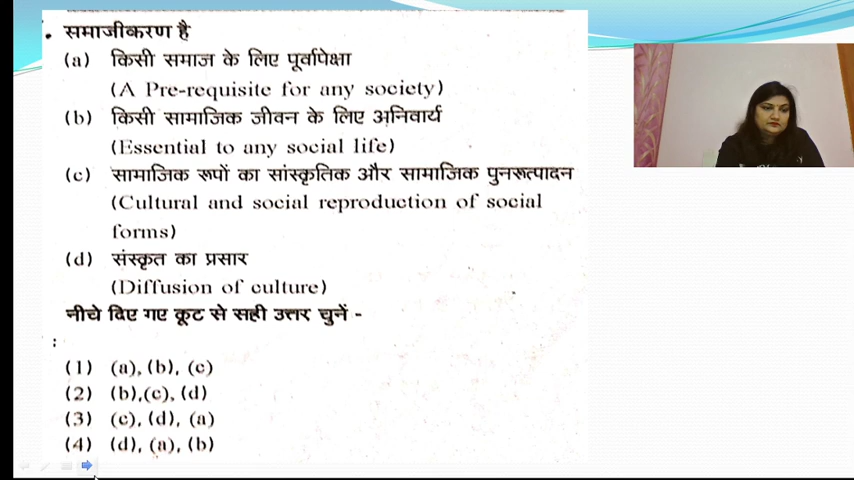 . समाजीकरण है
(a) किसी समाज के लिए पूर्वापेक्षा
(A Pre-requisite for any society)
(b) किसी सामाजिक जीवन के लिए अनिवार्य
(Essential to any social life)
(c) सामाजिक रूपों का सांस्कृतिक और सामाजिक पुनरूत्पादन
(Cultural and social reproduction of social
forms)
(d) संस्कृत का प्रसार
(Diffusion of culture)
नीचे दिए गए कूट से सही उत्तर चुनें -
:
(1) (a), (b), (c)
(2) (b),(c), (d)
(3) (c), (d), (a)
(4) (d), (a), (b)